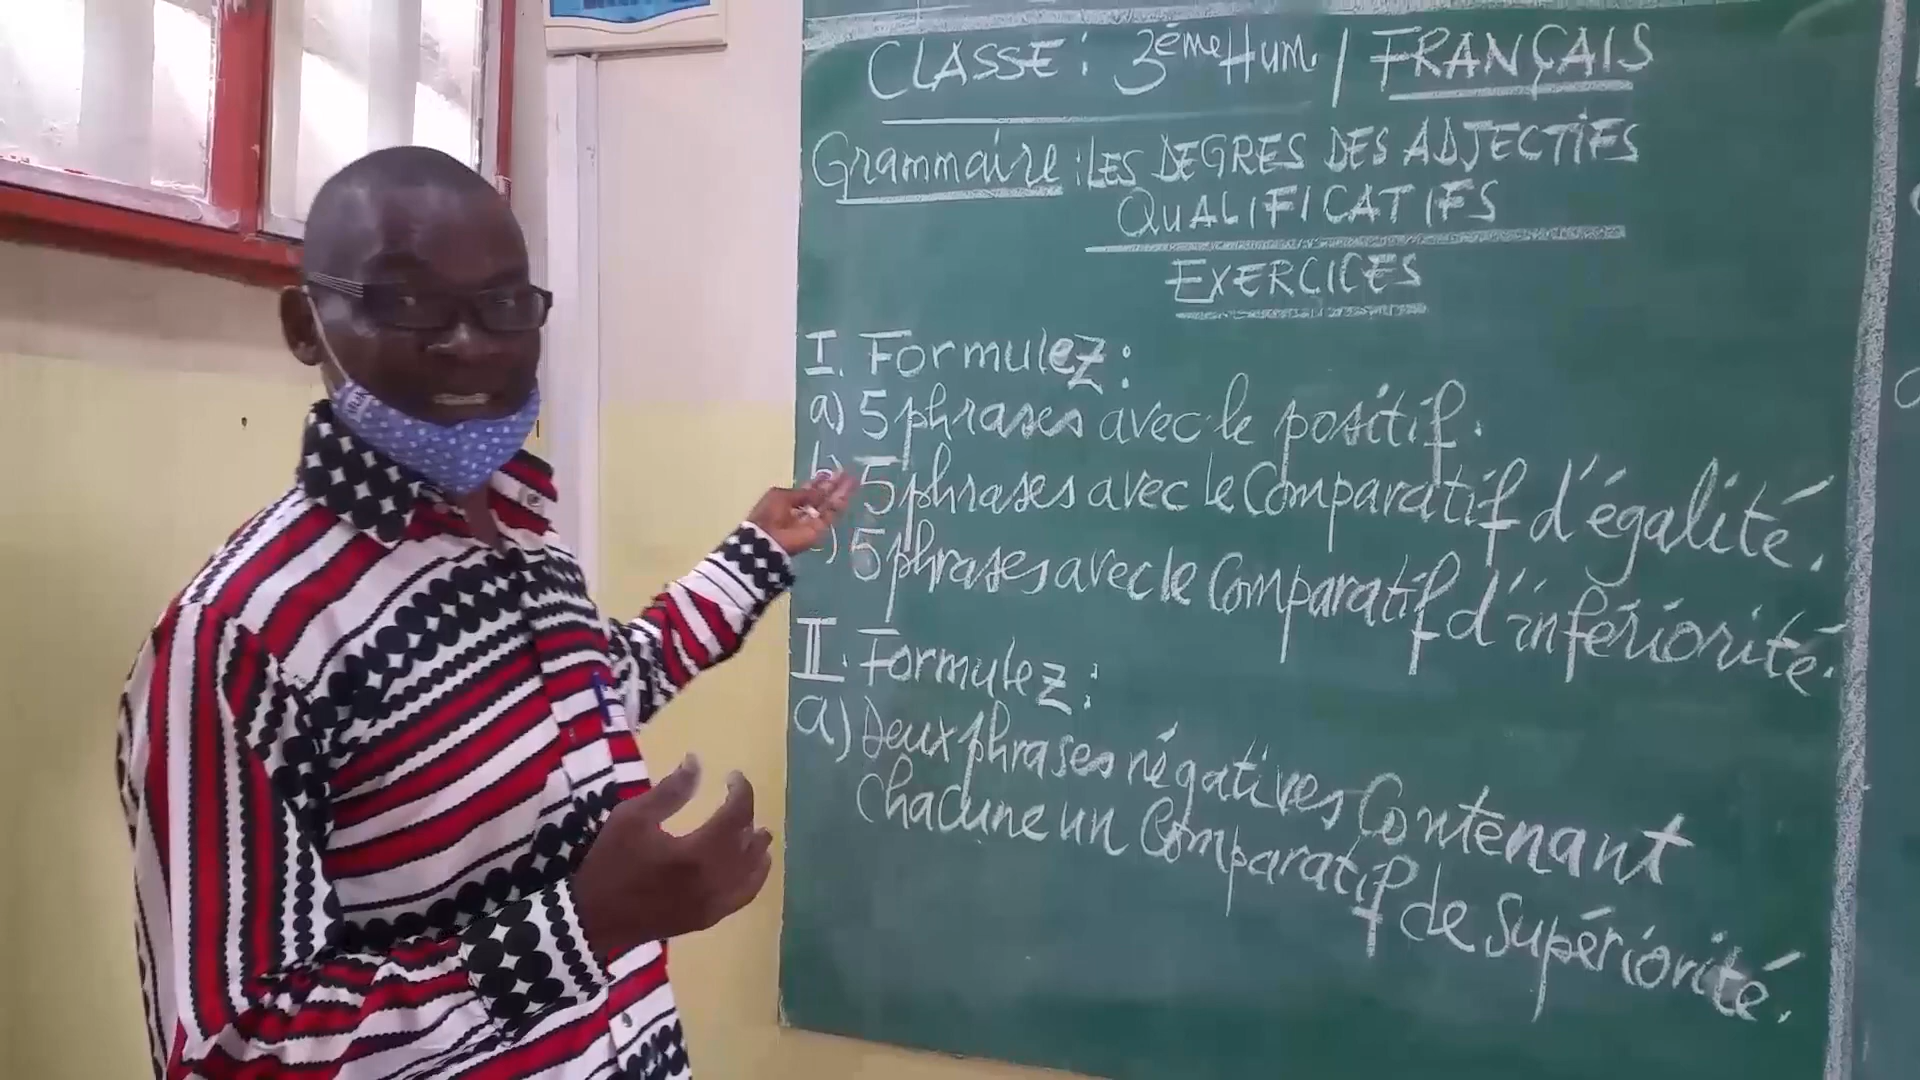 CLASSE : 3ème Hum. / FRANÇAIS
Grammaire : LES DEGRES DES ADJECTIFS
QUALIFICATIFS
EXERCICES
I. Formulez :
a) 5 phrases avec le positif.
b) 5 phrases avec le Comparatif d'égalité.
) 5 phrases avec le Comparatif d'infériorité.
II. Formulez :
a) Deux phrases négatives Contenant
chacune un Comparatif de Supériorité.